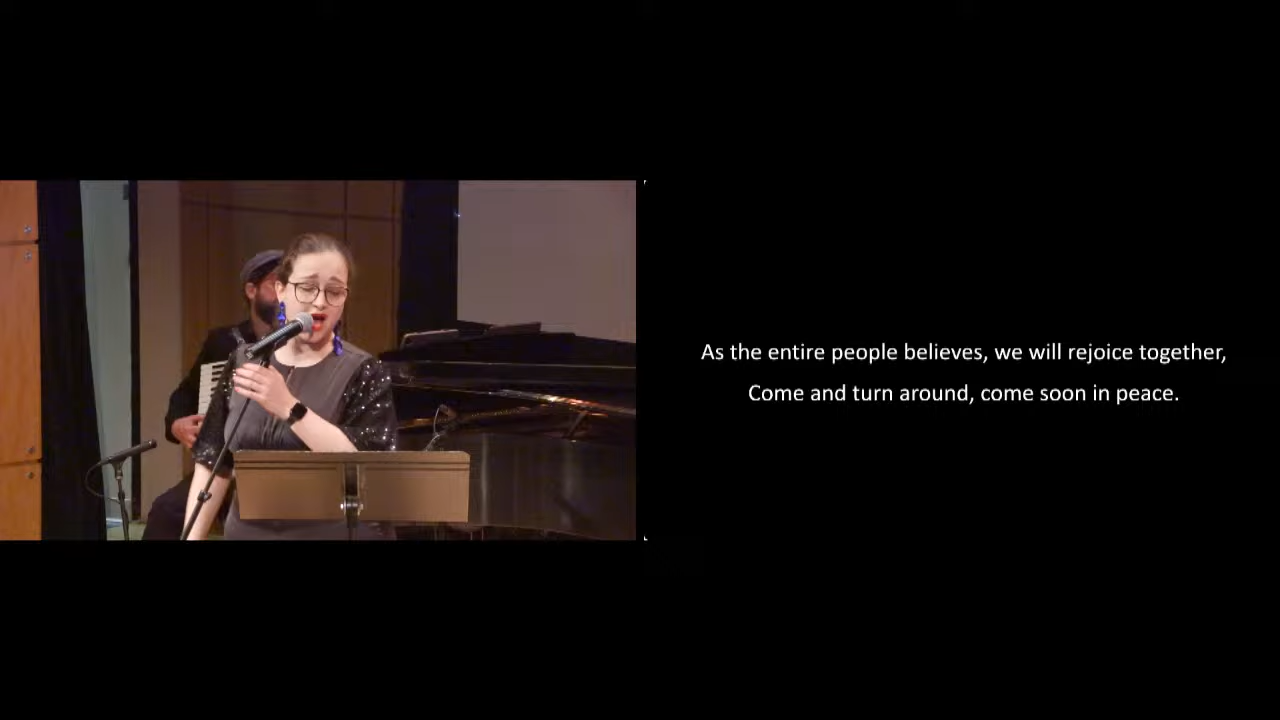 As the entire people believes, we will rejoice together,
Come and turn around, come soon in peace.